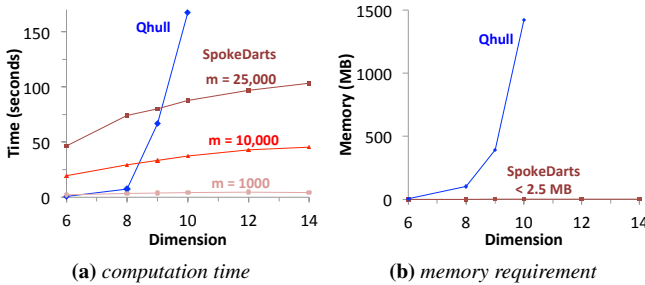 150
100
50
0
Time (seconds)
Qhull
SpokeDarts
m = 25,000
m = 10,000
m = 1000
6 8 10 12 14
Dimension
(a) computation time
1500
1000
500
0
Memory (MB)
Qhull
SpokeDarts
< 2.5 MB
6 8 10 12 14
Dimension
(b) memory requirement